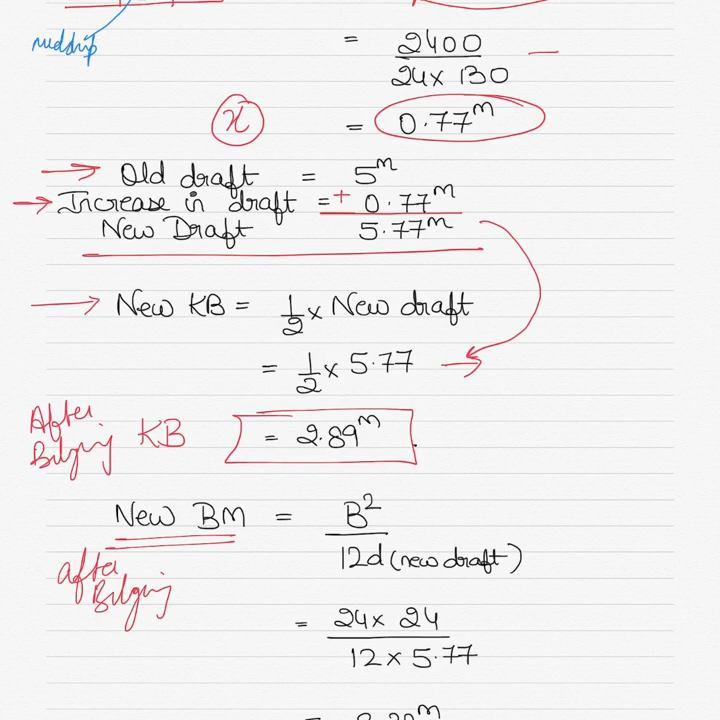 midship
= 2400
24 x 130
x = 0.77m
Old draft = 5m
Increase in draft = + 0.77m
New Draft 5.77m
New KB = 1/2 x New draft
= 1/2 x 5.77
After Bilging KB = 2.89m
New BM = B²
12d (new draft)
after Bilging
= 24 x 24
12 x 5.77